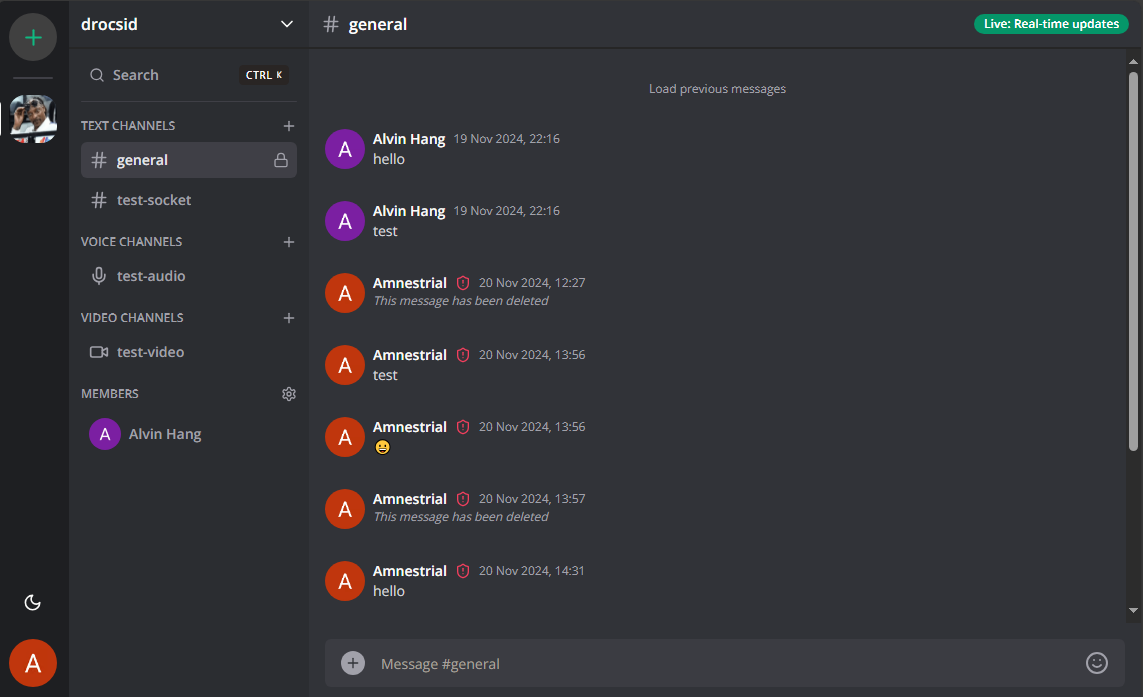 drocsid
Search
CTRL K
TEXT CHANNELS
general
test-socket
VOICE CHANNELS
test-audio
VIDEO CHANNELS
test-video
MEMBERS
A Alvin Hang
A
# general
Live: Real-time updates
Load previous messages
A
Alvin Hang 19 Nov 2024, 22:16
hello
A
Alvin Hang 19 Nov 2024, 22:16
test
A
Amnestrial 20 Nov 2024, 12:27
This message has been deleted
A
Amnestrial 20 Nov 2024, 13:56
test
A
Amnestrial 20 Nov 2024, 13:56
😀
A
Amnestrial 20 Nov 2024, 13:57
This message has been deleted
A
Amnestrial 20 Nov 2024, 14:31
hello
Message #general